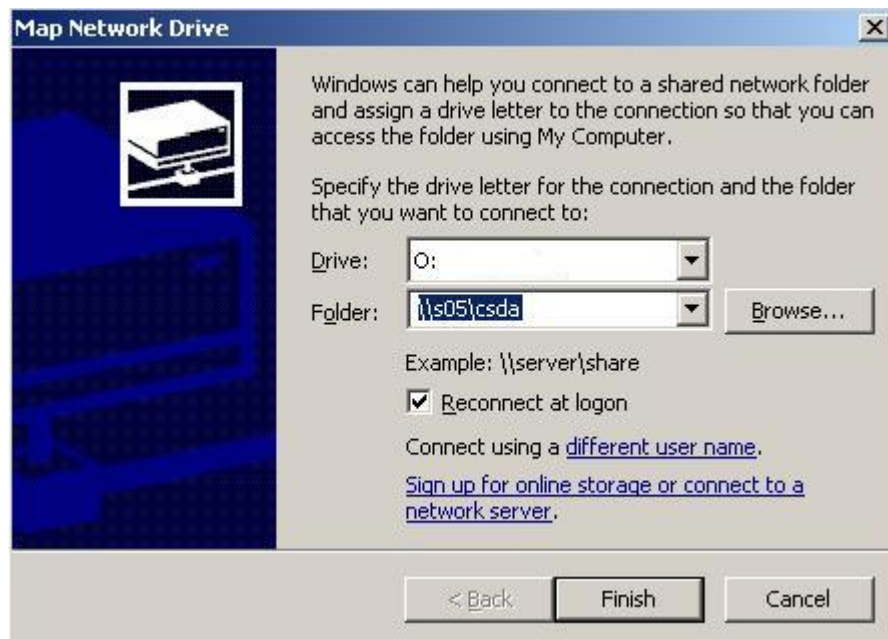 Map Network Drive
Windows can help you connect to a shared network folder
and assign a drive letter to the connection so that you can
access the folder using My Computer.
Specify the drive letter for the connection and the folder
that you want to connect to:
Drive: O:
Folder: \\s05\csda Browse...
Example: \\server\share
Reconnect at logon
Connect using a different user name.
Sign up for online storage or connect to a
network server.
< Back Finish Cancel